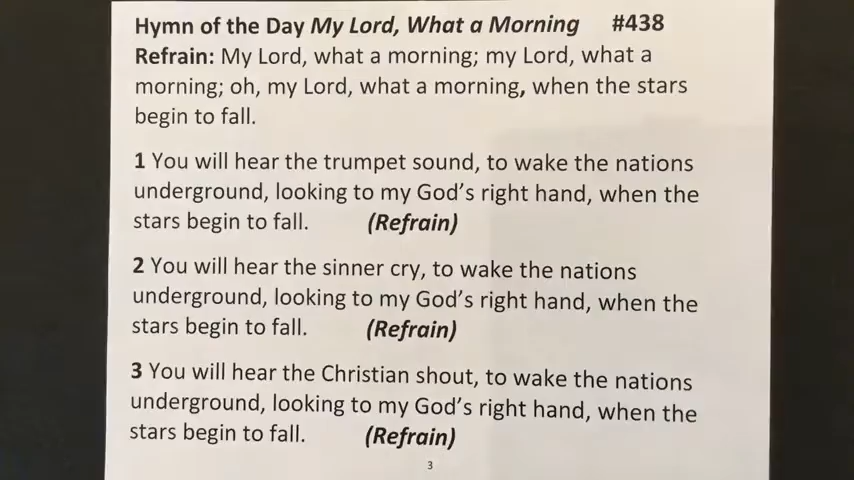 Hymn of the Day My Lord, What a Morning #438
Refrain: My Lord, what a morning; my Lord, what a
morning; oh, my Lord, what a morning, when the stars
begin to fall.
1 You will hear the trumpet sound, to wake the nations
underground, looking to my God’s right hand, when the
stars begin to fall. (Refrain)
2 You will hear the sinner cry, to wake the nations
underground, looking to my God’s right hand, when the
stars begin to fall. (Refrain)
3 You will hear the Christian shout, to wake the nations
underground, looking to my God’s right hand, when the
stars begin to fall. (Refrain)
3